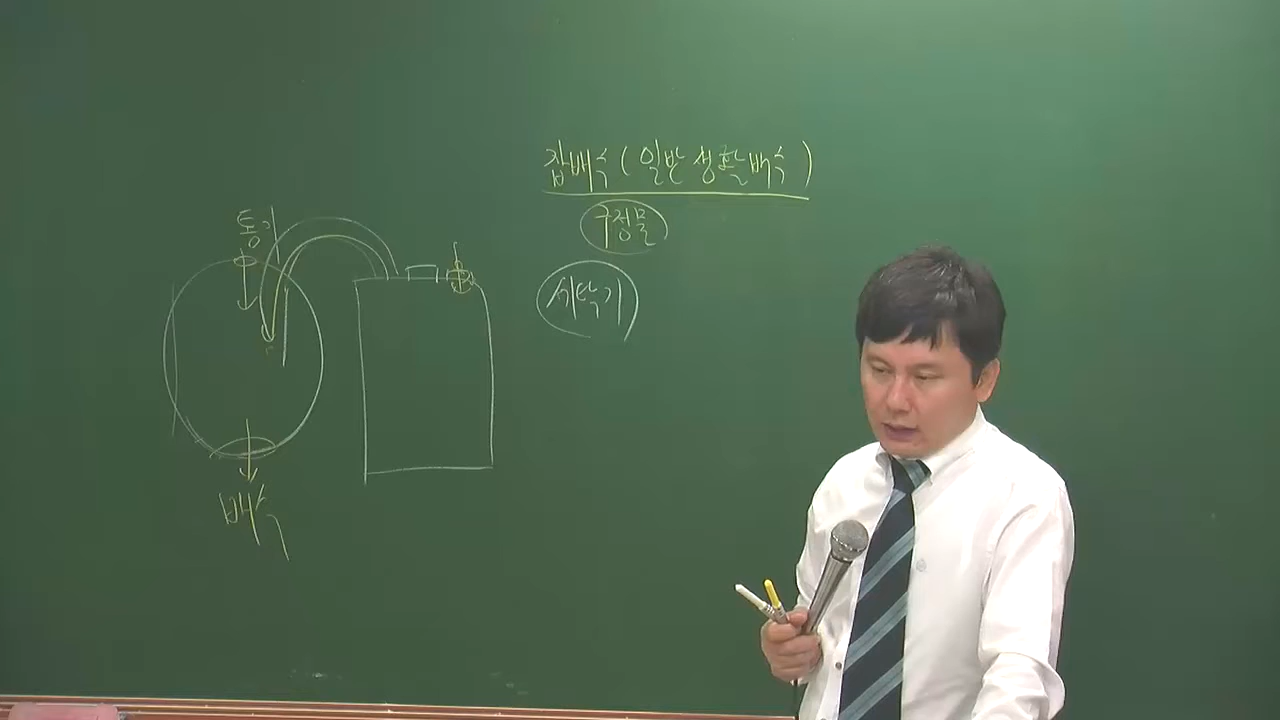 잡배수 (일반 생활배수)
구정물
세탁기
통기
배수